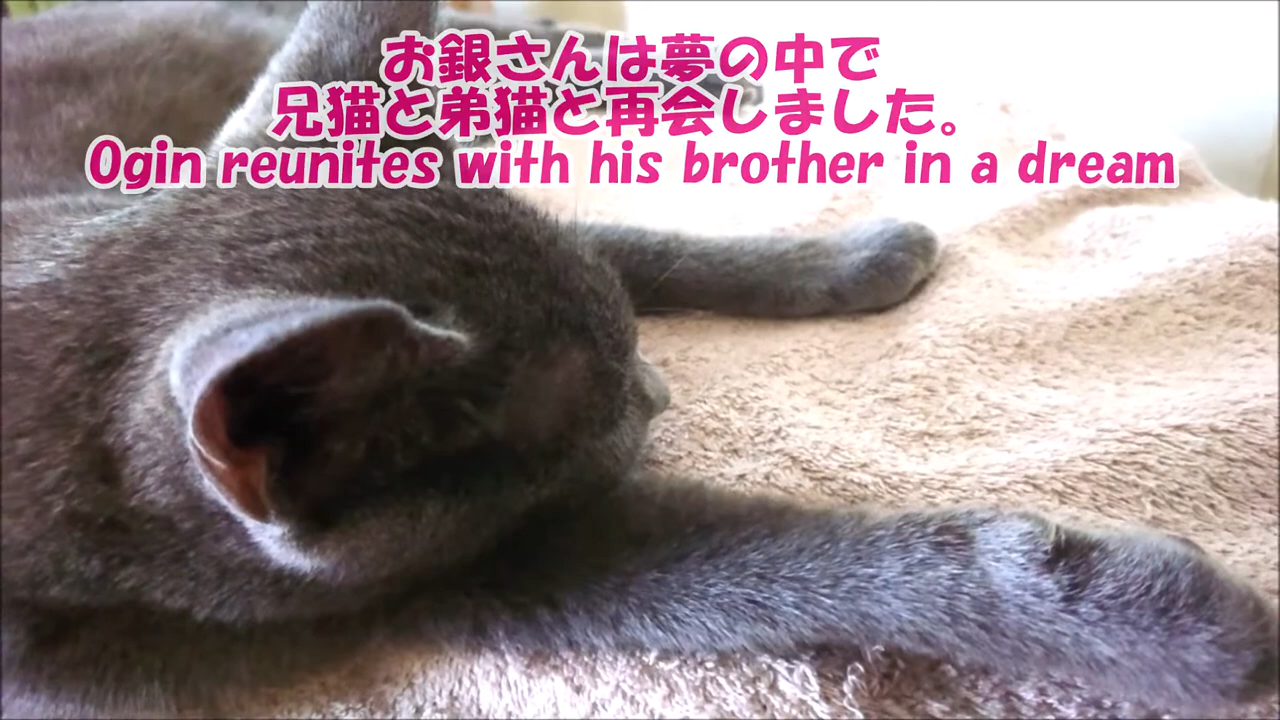 お銀さんは夢の中で
兄猫と弟猫と再会しました。
Ogin reunites with his brother in a dream